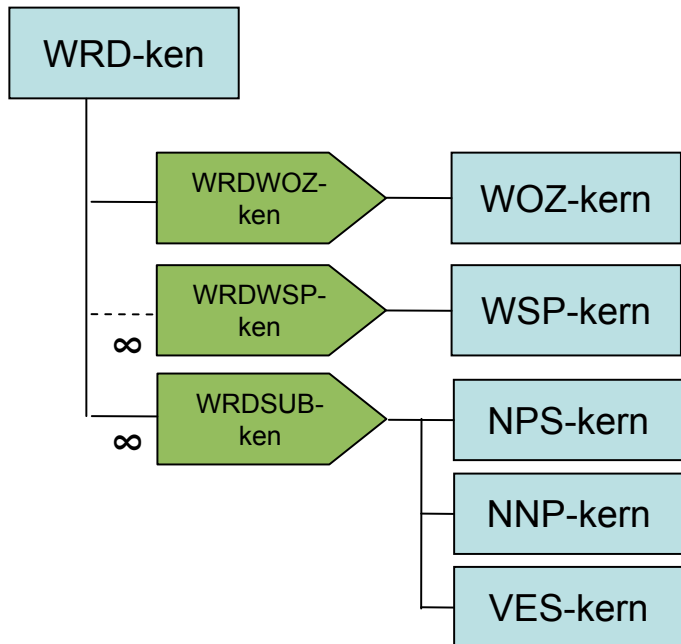 WRD-ken
WRDWOZ-
ken
WOZ-kern
WRDWSP-
ken
WSP-kern
∞
WRDSUB-
ken
NPS-kern
∞
NNP-kern
VES-kern